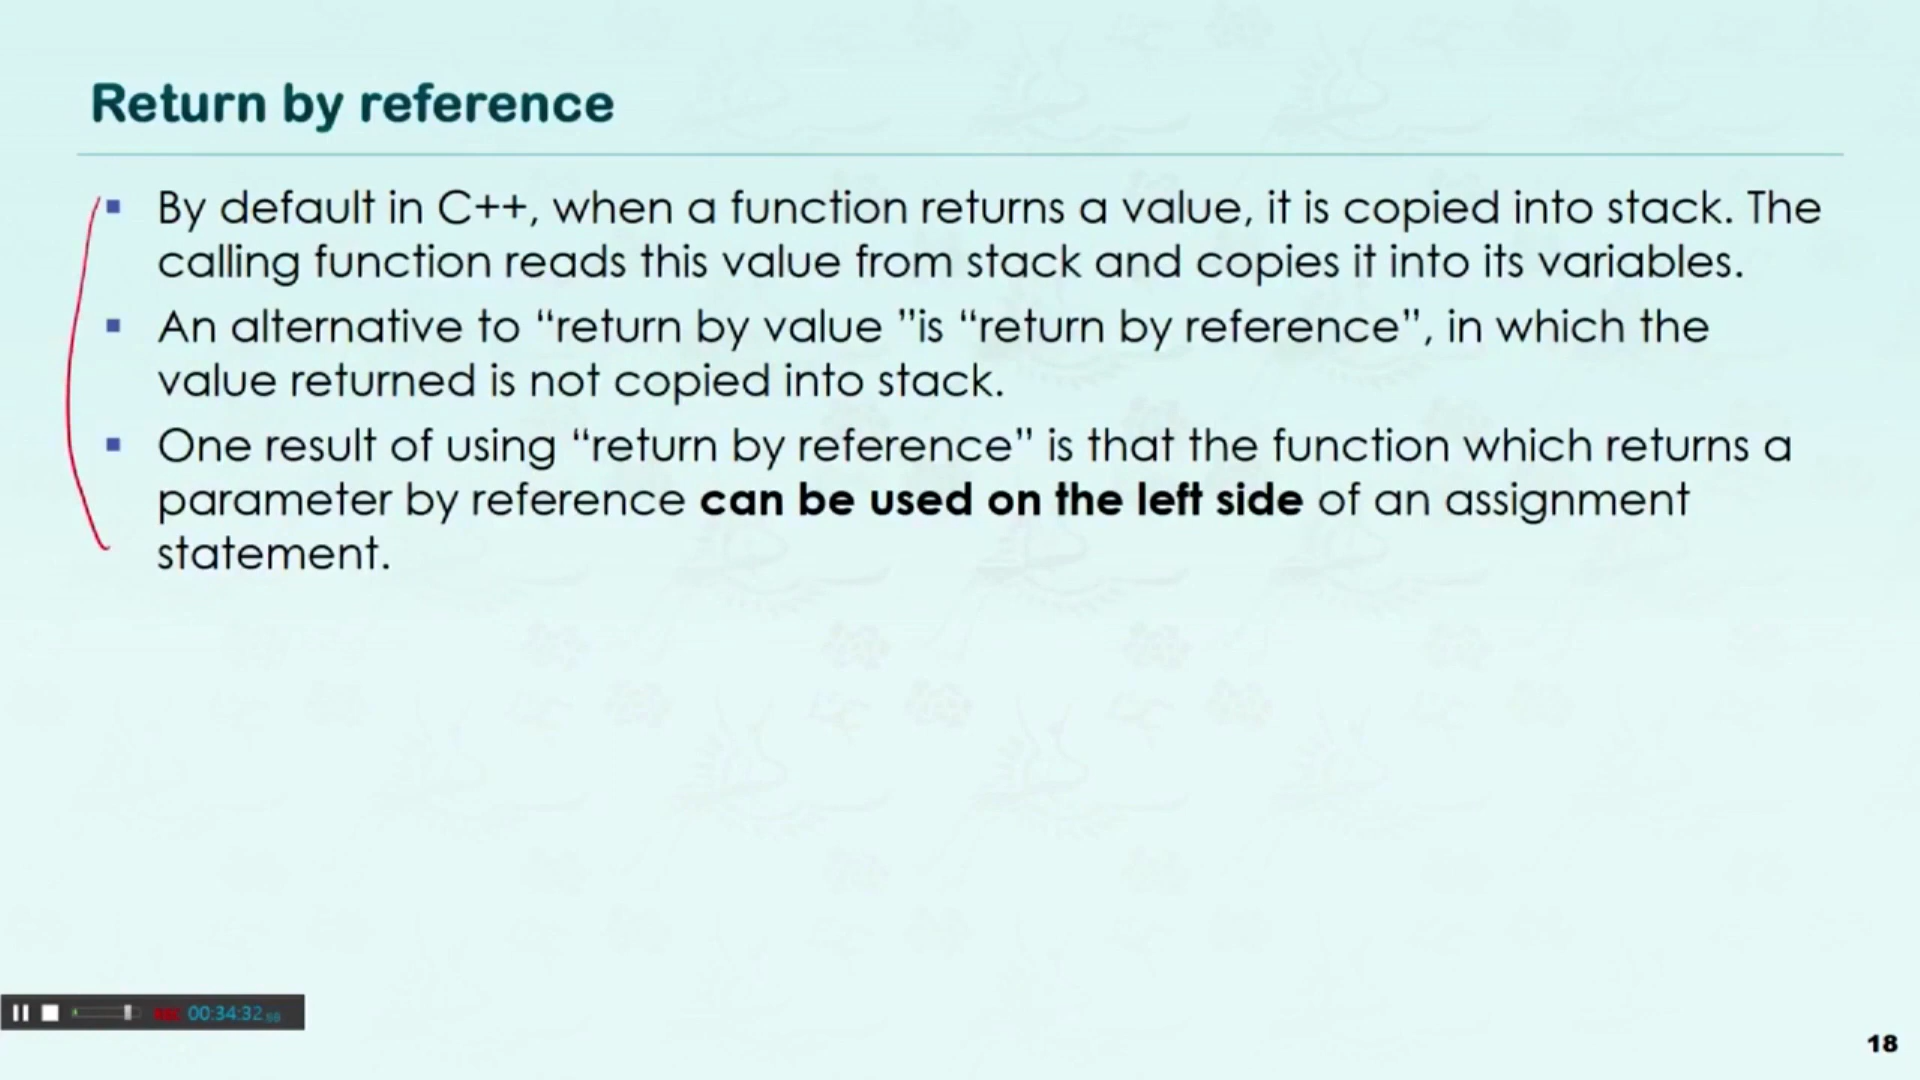 Return by reference
▪ By default in C++, when a function returns a value, it is copied into stack. The
calling function reads this value from stack and copies it into its variables.
▪ An alternative to “return by value ”is “return by reference”, in which the
value returned is not copied into stack.
▪ One result of using “return by reference” is that the function which returns a
parameter by reference can be used on the left side of an assignment
statement.
REC 00:34:32
18